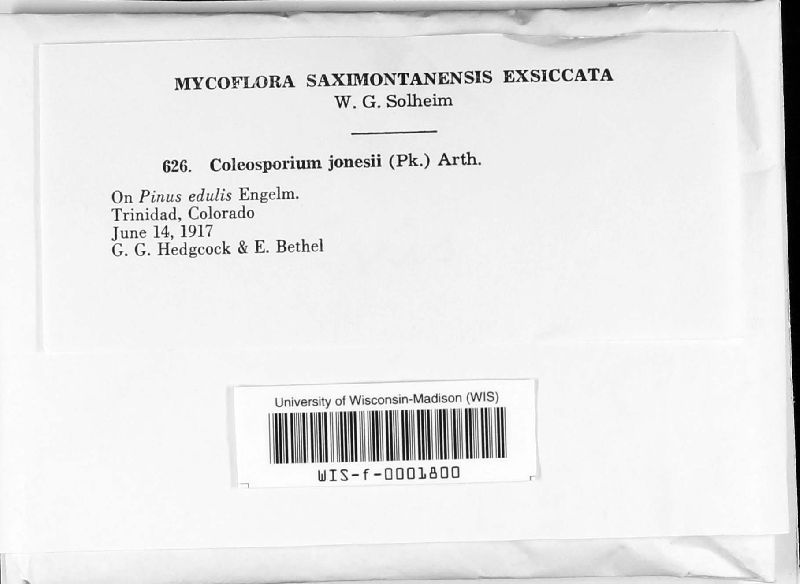 MYCOFLORA SAXIMONTANENSIS EXSICCATA
W. G. Solheim
626. Coleosporium jonesii (Pk.) Arth.
On Pinus edulis Engelm.
Trinidad, Colorado
June 14, 1917
G. G. Hedgcock & E. Bethel
University of Wisconsin-Madison (WIS)
WIS-f-0001800